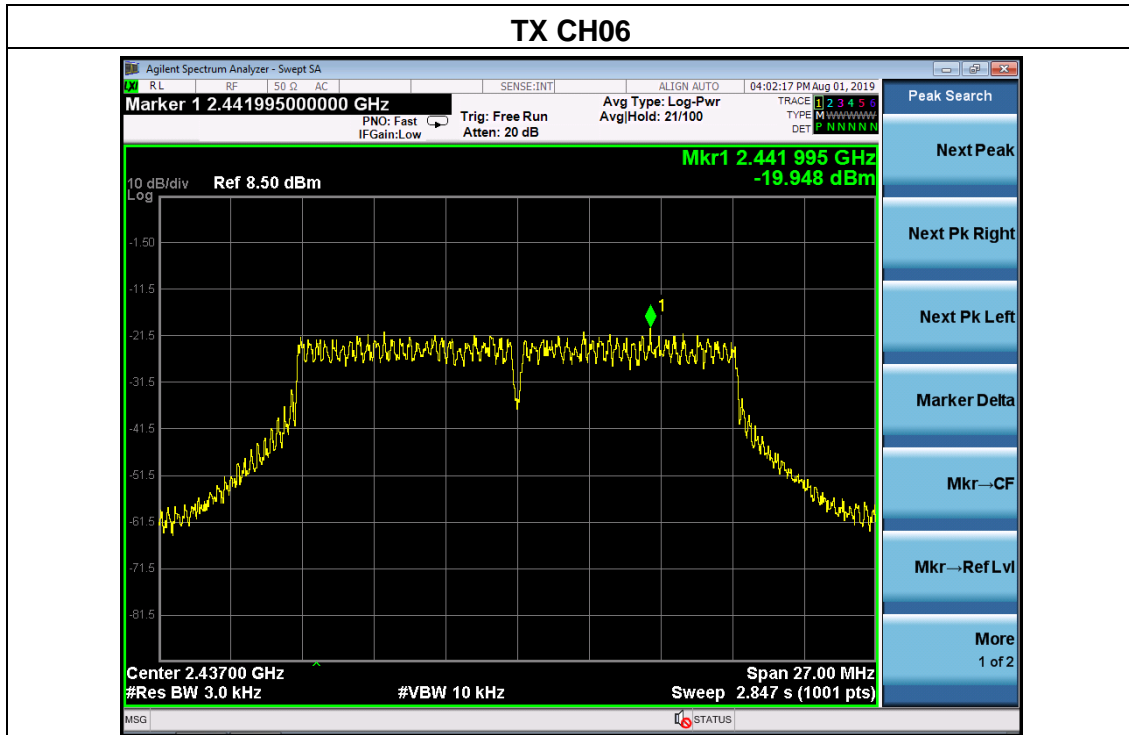 TX CH06
Agilent Spectrum Analyzer - Swept SA
LXI RL RF 50 Ω AC SENSE:INT ALIGN AUTO 04:02:17 PM Aug 01, 2019
Marker 1 2.441995000000 GHz
PNO: Fast
IFGain:Low
Trig: Free Run
Atten: 20 dB
Avg Type: Log-Pwr
Avg|Hold: 21/100
TRACE 1 2 3 4 5 6
TYPE M WWWWW
DET P N N N N N
Mkr1 2.441 995 GHz
-19.948 dBm
10 dB/div Ref 8.50 dBm
Log
-1.50
-11.5
-21.5
-31.5
-41.5
-51.5
-61.5
-71.5
-81.5
1
Center 2.43700 GHz Span 27.00 MHz
#Res BW 3.0 kHz #VBW 10 kHz Sweep 2.847 s (1001 pts)
MSG STATUS
Peak Search
Next Peak
Next Pk Right
Next Pk Left
Marker Delta
Mkr→CF
Mkr→Ref Lvl
More
1 of 2